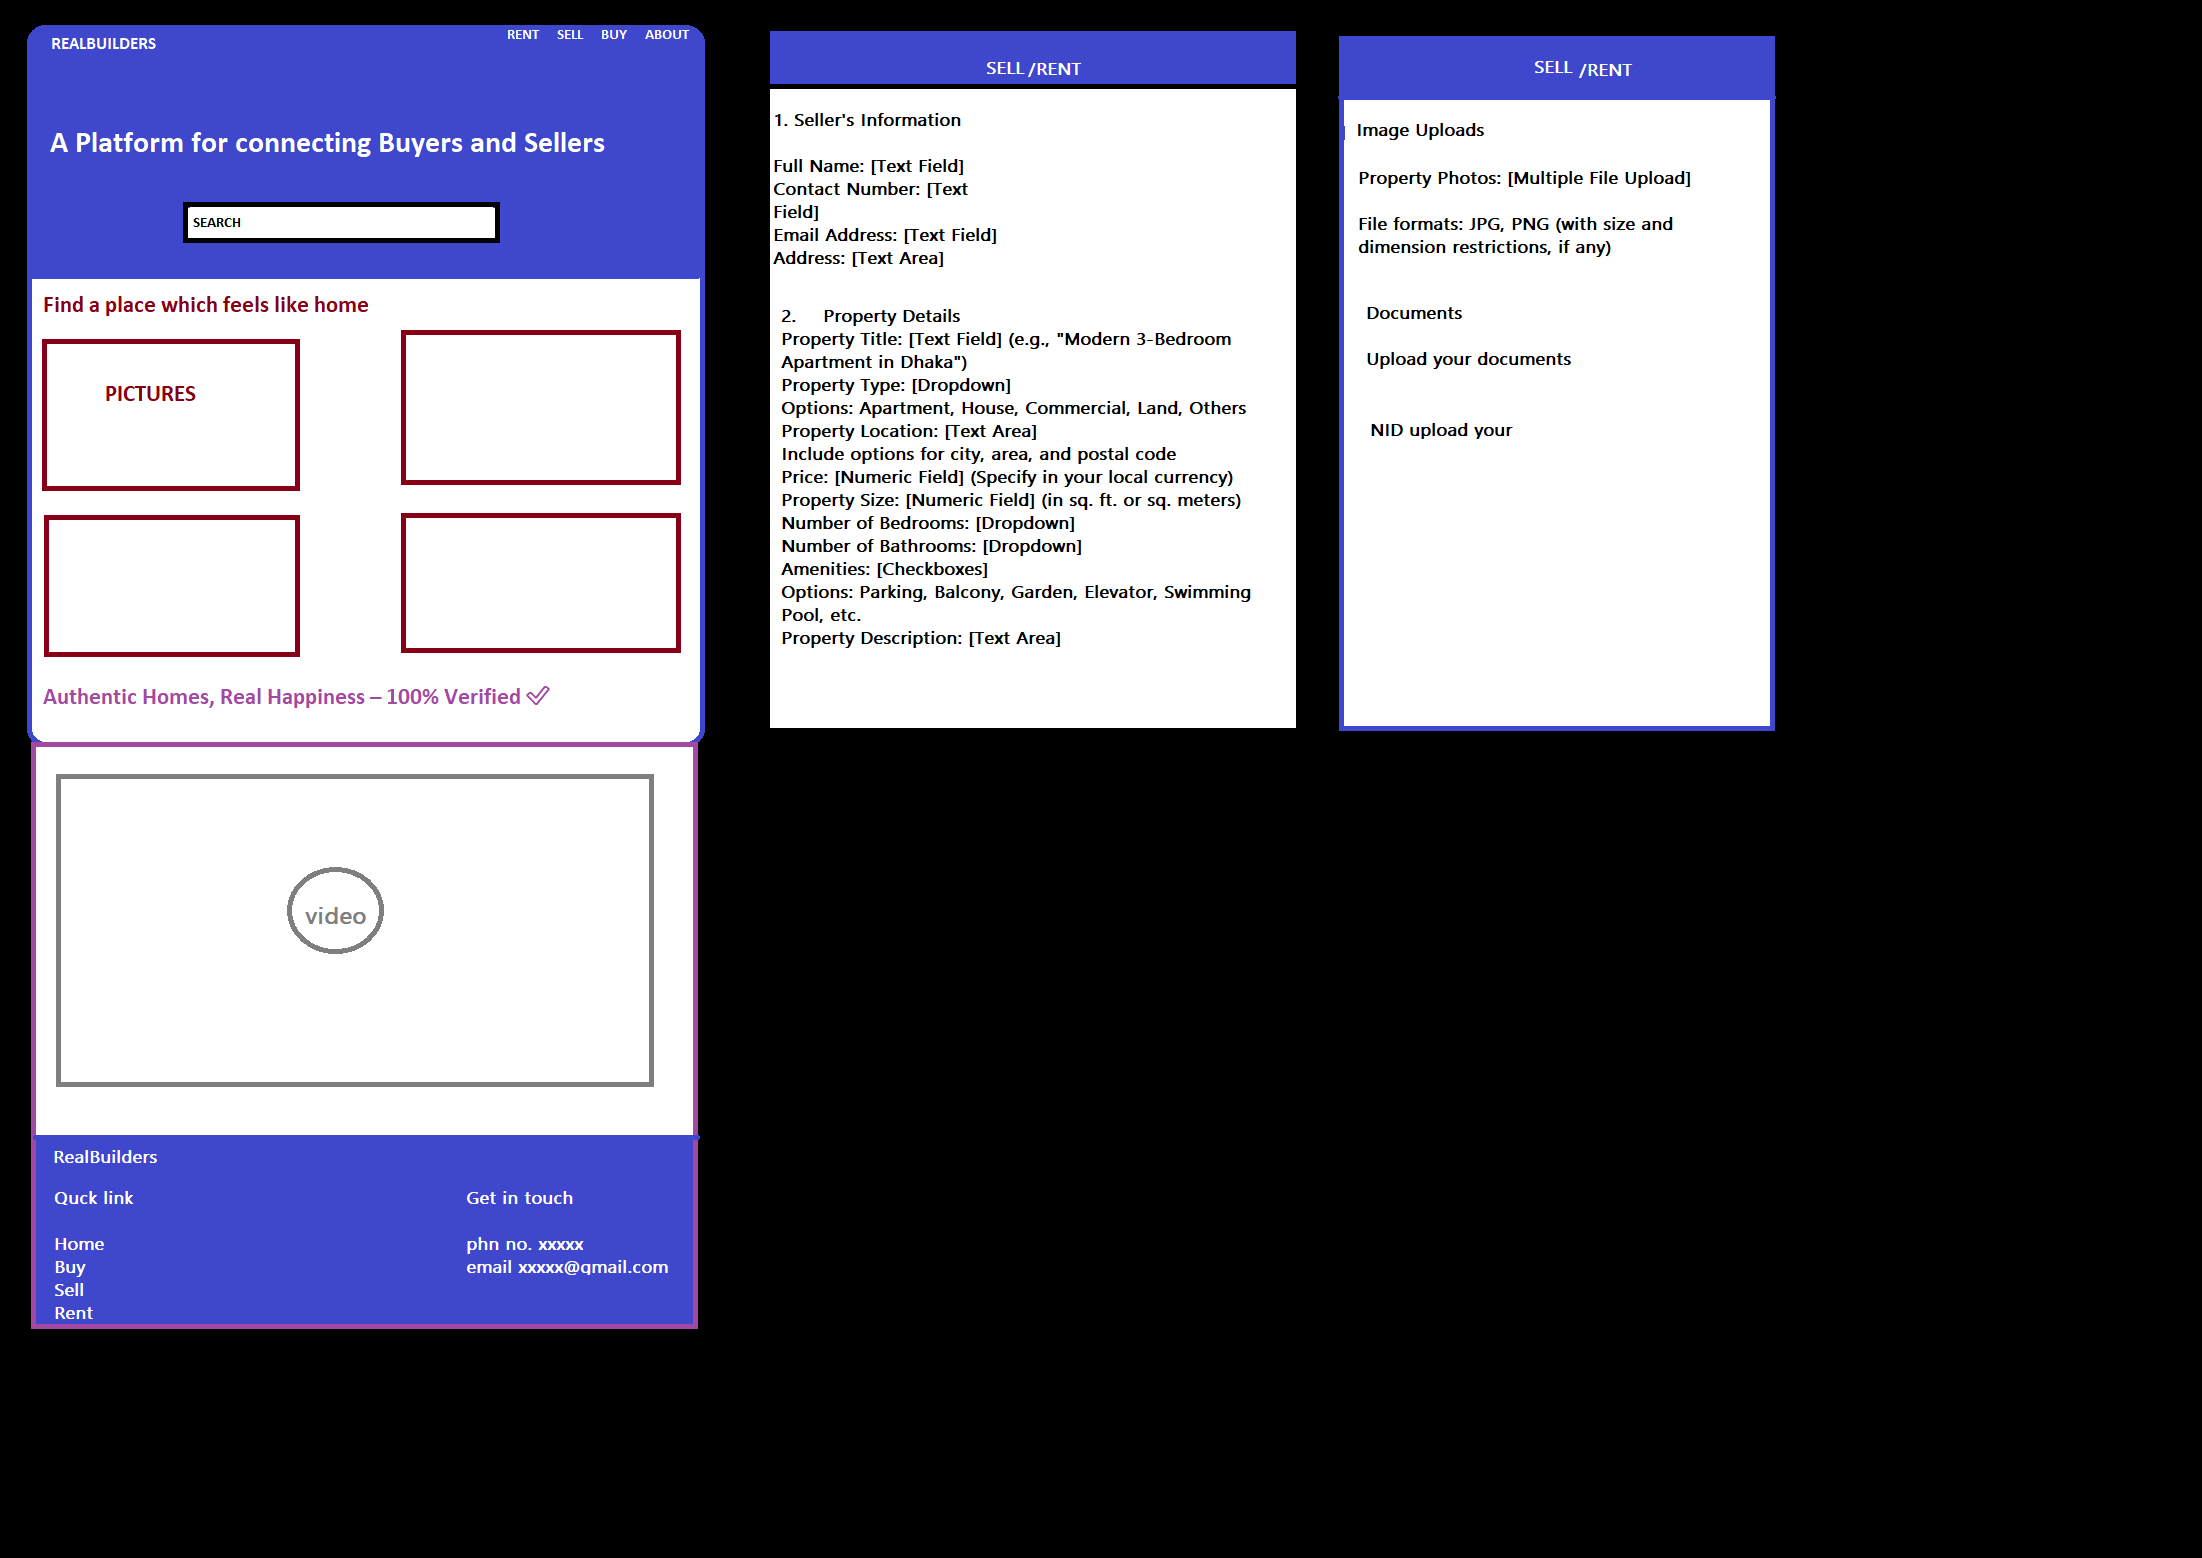 REALBUILDERS
RENT SELL BUY ABOUT
A Platform for connecting Buyers and Sellers
SEARCH
Find a place which feels like home
PICTURES
Authentic Homes, Real Happiness – 100% Verified ✓
video
RealBuilders
Quck link
Home
Buy
Sell
Rent
Get in touch
phn no. xxxxx
email xxxxx@gmail.com
SELL /RENT
1. Seller's Information
Full Name: [Text Field]
Contact Number: [Text
Field]
Email Address: [Text Field]
Address: [Text Area]
2. Property Details
Property Title: [Text Field] (e.g., "Modern 3-Bedroom
Apartment in Dhaka")
Property Type: [Dropdown]
Options: Apartment, House, Commercial, Land, Others
Property Location: [Text Area]
Include options for city, area, and postal code
Price: [Numeric Field] (Specify in your local currency)
Property Size: [Numeric Field] (in sq. ft. or sq. meters)
Number of Bedrooms: [Dropdown]
Number of Bathrooms: [Dropdown]
Amenities: [Checkboxes]
Options: Parking, Balcony, Garden, Elevator, Swimming
Pool, etc.
Property Description: [Text Area]
SELL /RENT
Image Uploads
Property Photos: [Multiple File Upload]
File formats: JPG, PNG (with size and
dimension restrictions, if any)
Documents
Upload your documents
NID upload your